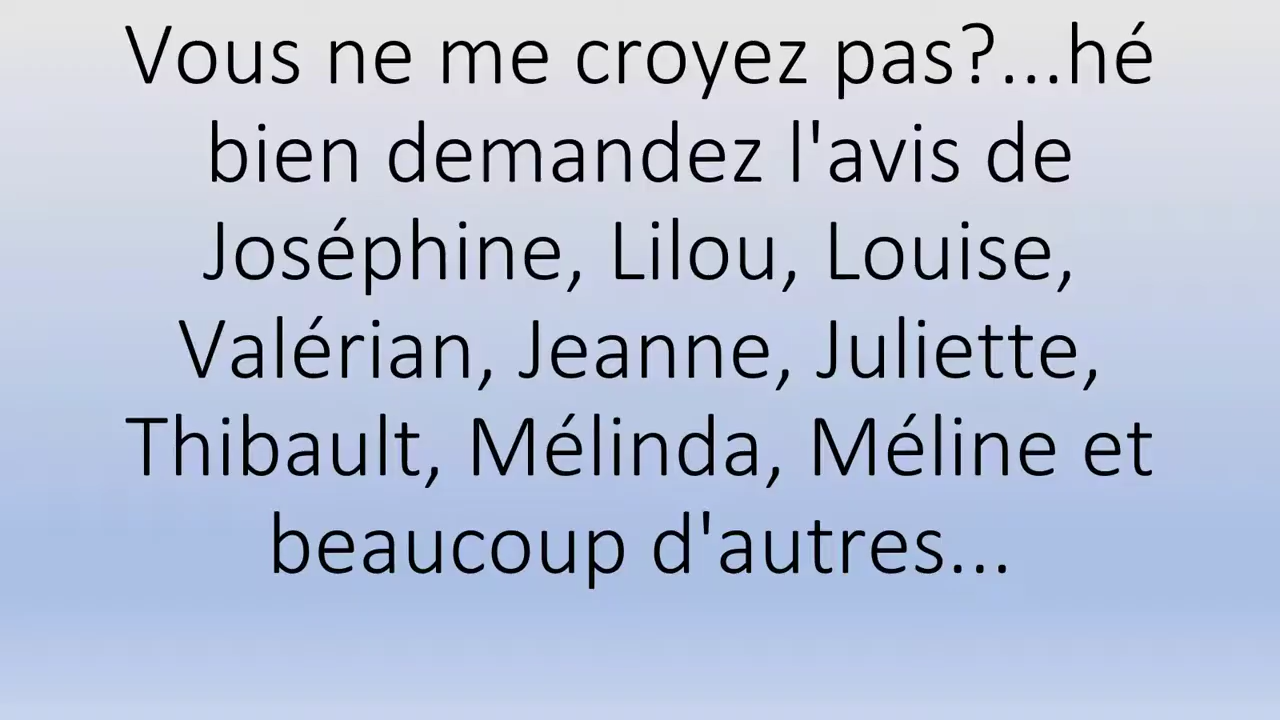 Vous ne me croyez pas?...hé
bien demandez l'avis de
Joséphine, Lilou, Louise,
Valérian, Jeanne, Juliette,
Thibault, Mélinda, Méline et
beaucoup d'autres...